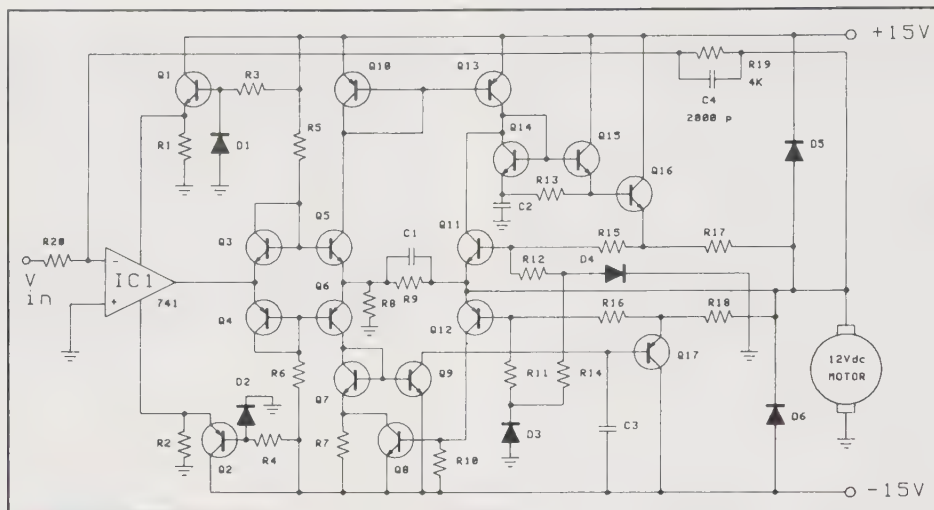 +15V
Q1
R3
Q10
Q13
R19
4K
C4
2000 p
R1
D1
R5
Q14
Q15
D5
R13
Q16
C2
Q3
Q5
C1
Q11
R15
R17
R20
V
in
-
IC1
+
741
R12
D4
Q4
Q6
R8
R9
R16
R18
Q12
Q17
12Vdc
MOTOR
D2
R6
Q7
Q9
R11
R14
R2
Q2
R4
R7
Q8
R10
D3
C3
D6
-15V